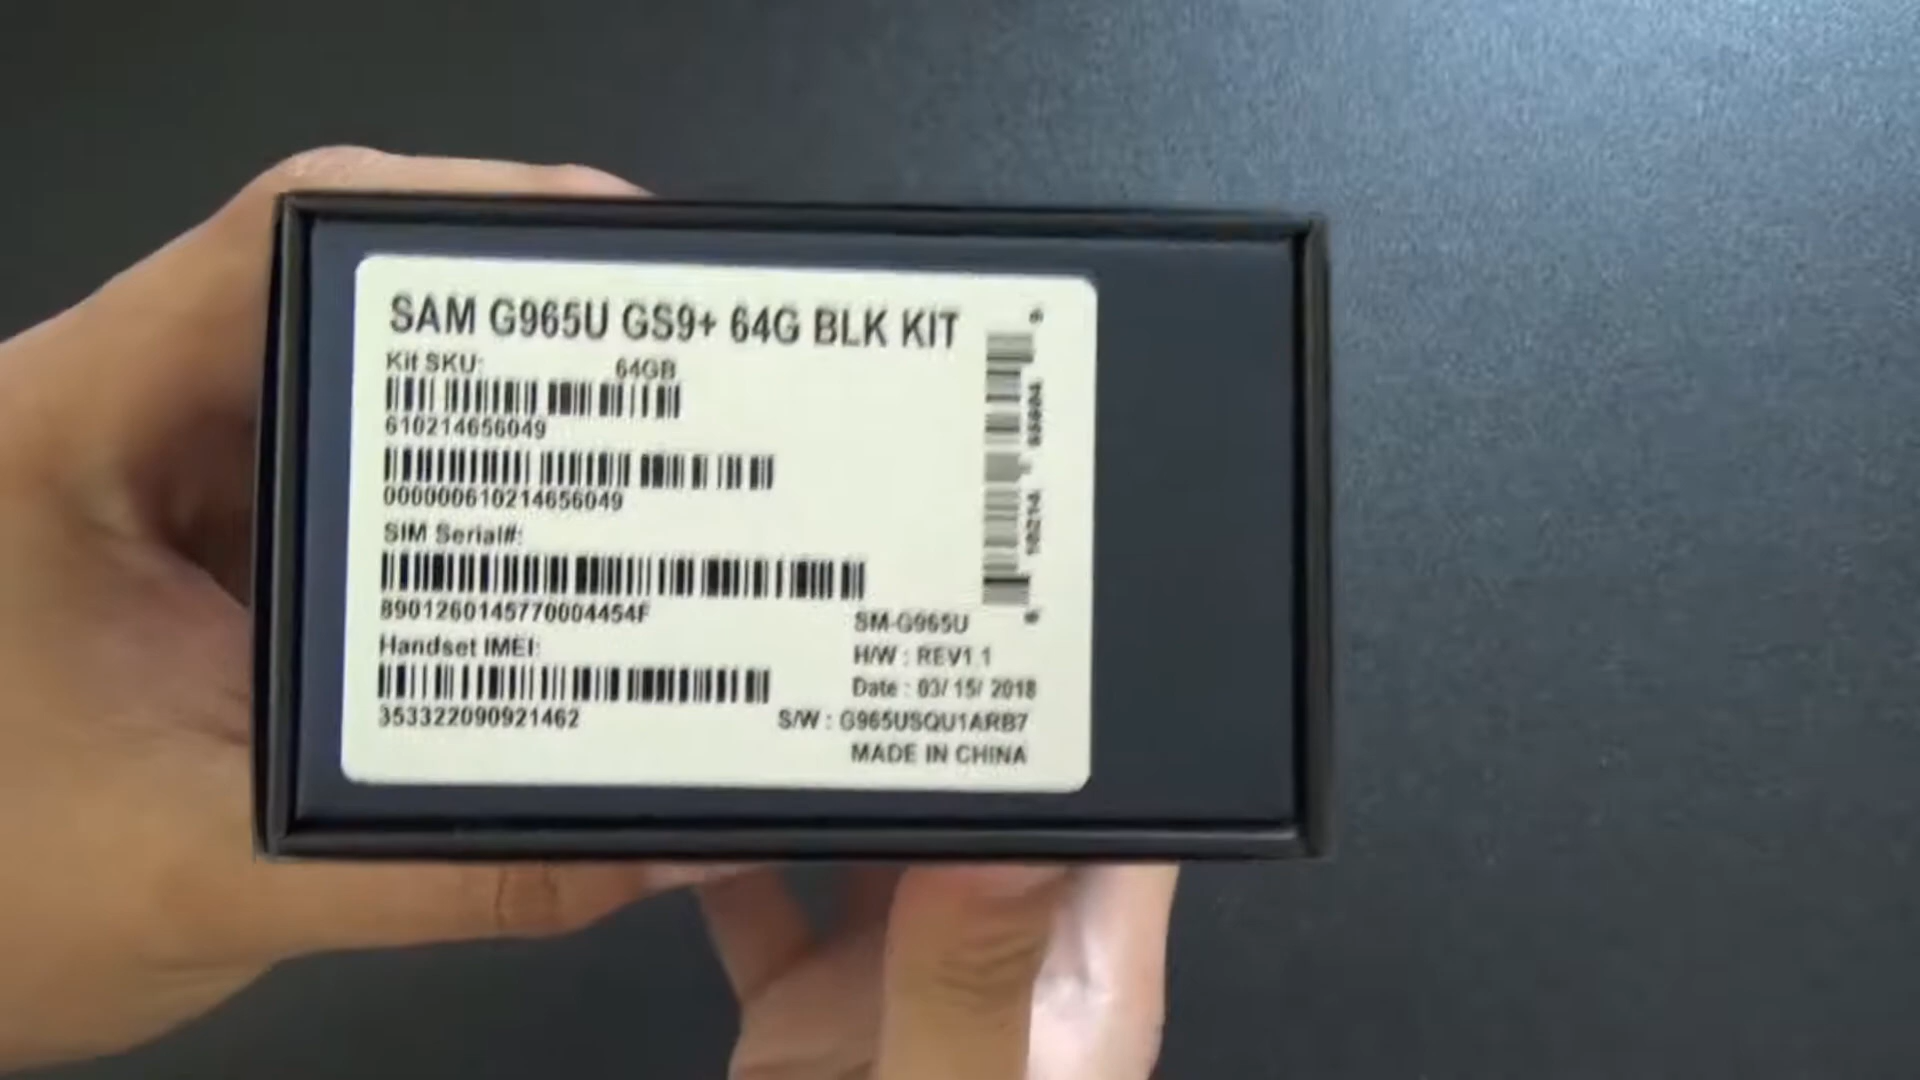 SAM G965U GS9+ 64G BLK KIT
Kit SKU: 64GB
610214656049
000000610214656049
SIM Serial#:
8901260145770004454F
Handset IMEI:
353322090921462
SM-G965U
H/W : REV1.1
Date : 03/ 15/ 2018
S/W : G965USQU1ARB7
MADE IN CHINA